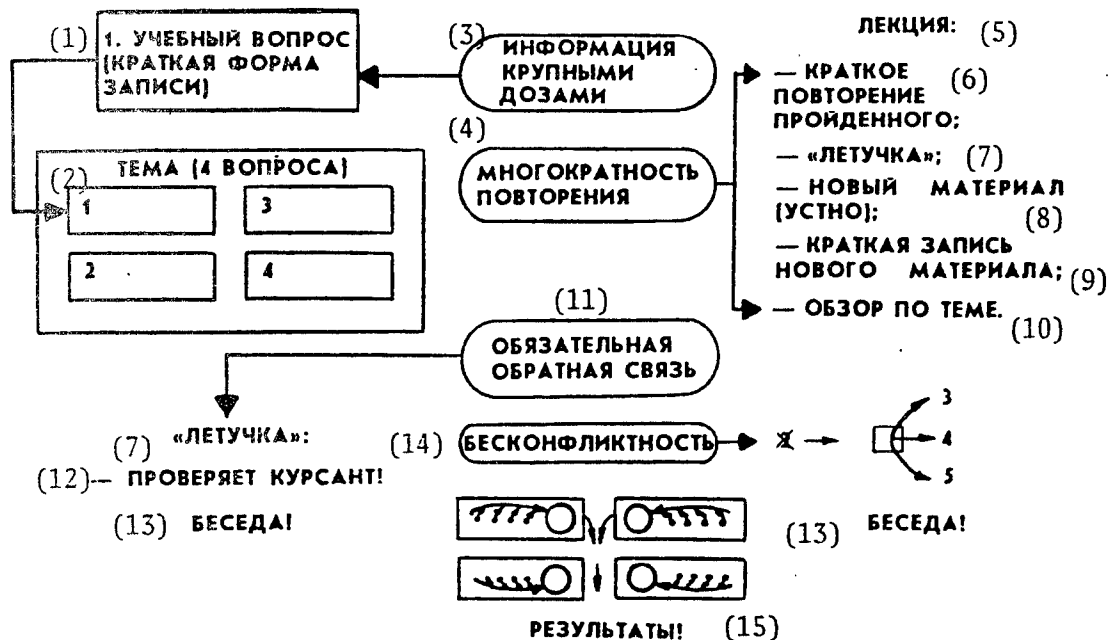 (1)
1. УЧЕБНЫЙ ВОПРОС
(КРАТКАЯ ФОРМА
ЗАПИСИ)
(3)
ИНФОРМАЦИЯ
КРУПНЫМИ
ДОЗАМИ
ЛЕКЦИЯ: (5)
— КРАТКОЕ (6)
ПОВТОРЕНИЕ
ПРОЙДЕННОГО;
(2)
ТЕМА (4 ВОПРОСА)
1
3
2
4
(4)
МНОГОКРАТНОСТЬ
ПОВТОРЕНИЯ
— «ЛЕТУЧКА»; (7)
— НОВЫЙ МАТЕРИАЛ
(УСТНО); (8)
— КРАТКАЯ ЗАПИСЬ
НОВОГО МАТЕРИАЛА; (9)
— ОБЗОР ПО ТЕМЕ. (10)
(11)
ОБЯЗАТЕЛЬНАЯ
ОБРАТНАЯ СВЯЗЬ
(7) «ЛЕТУЧКА»:
(12)— ПРОВЕРЯЕТ КУРСАНТ!
(13) БЕСЕДА!
(14) БЕСКОНФЛИКТНОСТЬ
3
4
5
(13) БЕСЕДА!
РЕЗУЛЬТАТЫ! (15)